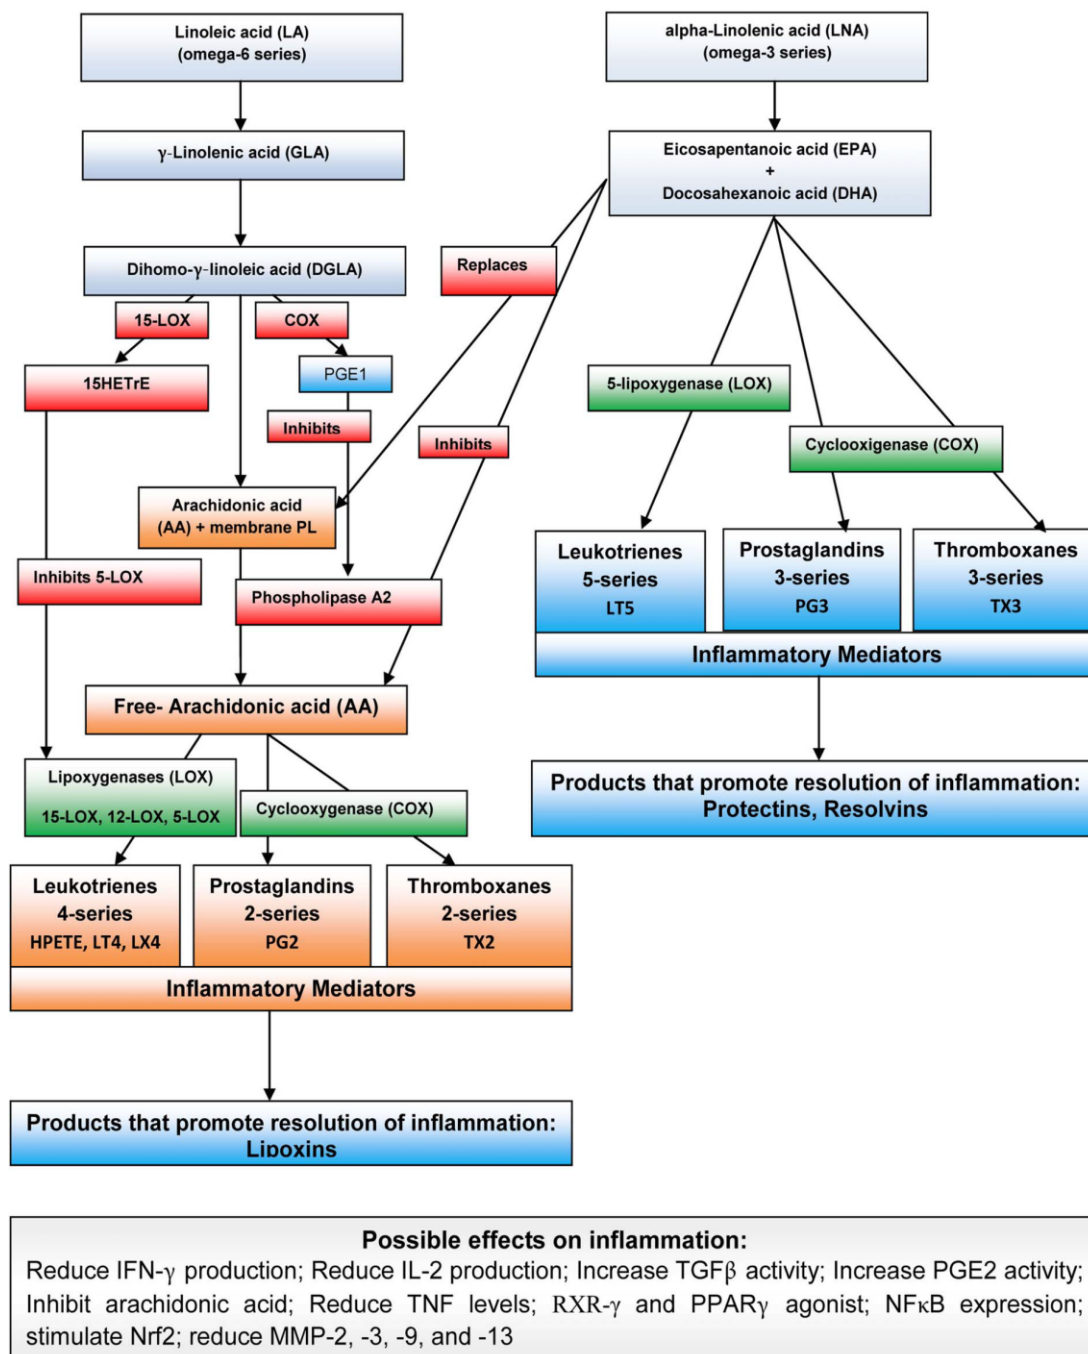 Linoleic acid (LA)
(omega-6 series)
alpha-Linolenic acid (LNA)
(omega-3 series)
γ-Linolenic acid (GLA)
Eicosapentanoic acid (EPA)
+
Docosahexanoic acid (DHA)
Dihomo-γ-linoleic acid (DGLA)
Replaces
15-LOX
COX
15HETrE
PGE1
5-lipoxygenase (LOX)
Inhibits
Inhibits
Cyclooxigenase (COX)
Arachidonic acid
(AA) + membrane PL
Leukotrienes
5-series
LT5
Prostaglandins
3-series
PG3
Thromboxanes
3-series
TX3
Inhibits 5-LOX
Phospholipase A2
Inflammatory Mediators
Free- Arachidonic acid (AA)
Lipoxygenases (LOX)
15-LOX, 12-LOX, 5-LOX
Cyclooxygenase (COX)
Products that promote resolution of inflammation:
Protectins, Resolvins
Leukotrienes
4-series
HPETE, LT4, LX4
Prostaglandins
2-series
PG2
Thromboxanes
2-series
TX2
Inflammatory Mediators
Products that promote resolution of inflammation:
Lipoxins
Possible effects on inflammation:
Reduce IFN-γ production; Reduce IL-2 production; Increase TGFβ activity; Increase PGE2 activity;
Inhibit arachidonic acid; Reduce TNF levels; RXR-γ and PPARγ agonist; NFκB expression;
stimulate Nrf2; reduce MMP-2, -3, -9, and -13